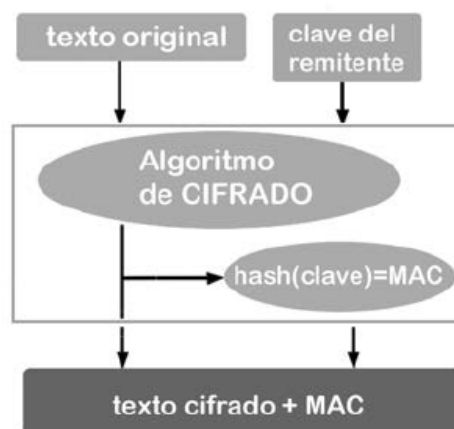 texto original
clave del
remitente
Algoritmo
de CIFRADO
hash(clave)=MAC
texto cifrado + MAC